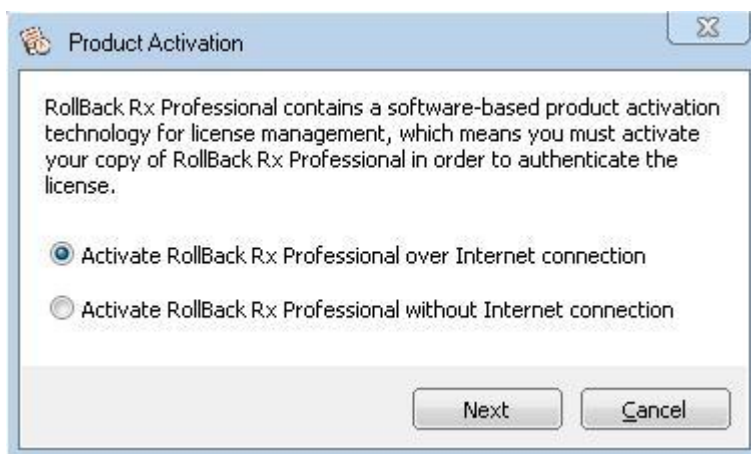 Product Activation
RollBack Rx Professional contains a software-based product activation
technology for license management, which means you must activate
your copy of RollBack Rx Professional in order to authenticate the
license.
Activate RollBack Rx Professional over Internet connection
Activate RollBack Rx Professional without Internet connection
Next
Cancel